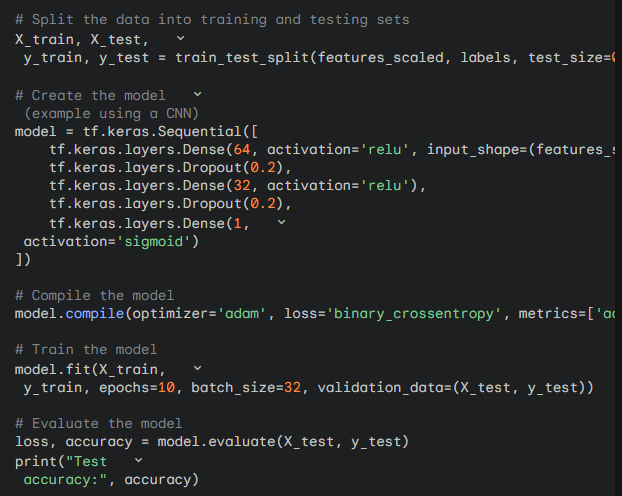 # Split the data into training and testing sets
X_train, X_test,
y_train, y_test = train_test_split(features_scaled, labels, test_size=
# Create the model
(example using a CNN)
model = tf.keras.Sequential([
tf.keras.layers.Dense(64, activation='relu', input_shape=(features_s
tf.keras.layers.Dropout(0.2),
tf.keras.layers.Dense(32, activation='relu'),
tf.keras.layers.Dropout(0.2),
tf.keras.layers.Dense(1,
activation='sigmoid')
])
# Compile the model
model.compile(optimizer='adam', loss='binary_crossentropy', metrics=['ac
# Train the model
model.fit(X_train,
y_train, epochs=10, batch_size=32, validation_data=(X_test, y_test))
# Evaluate the model
loss, accuracy = model.evaluate(X_test, y_test)
print("Test
accuracy:", accuracy)